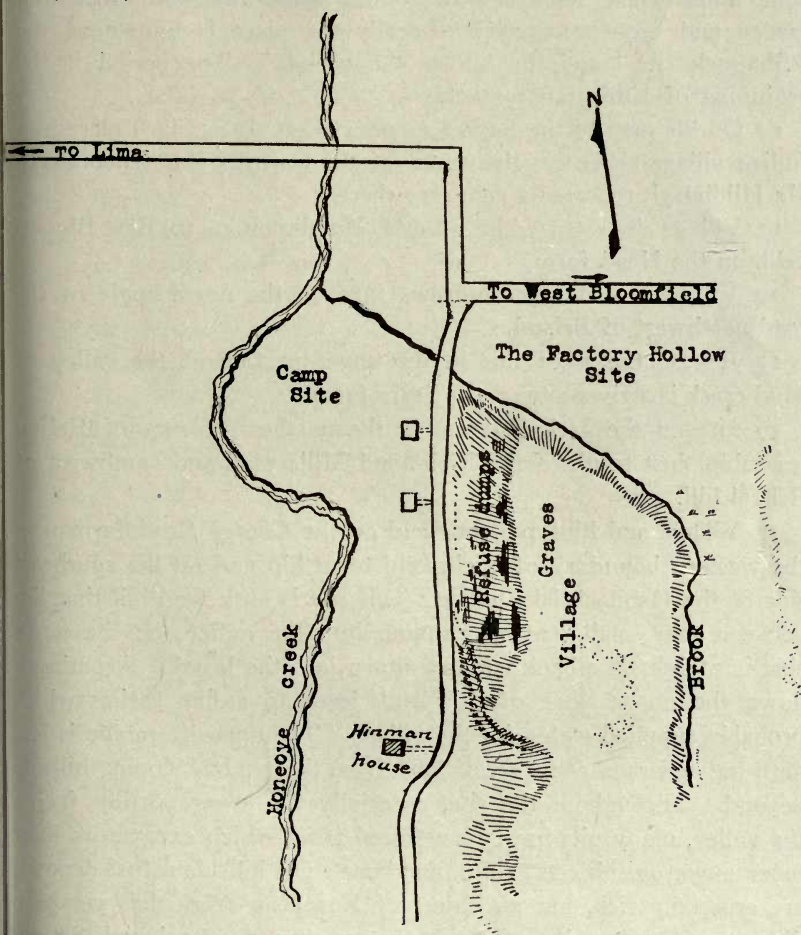 N
← To Lima
To West Bloomfield
The Factory Hollow
Site
Camp
Site
Refuse dumps
Graves
Village
Brook
Honeoye creek
Hinman
house